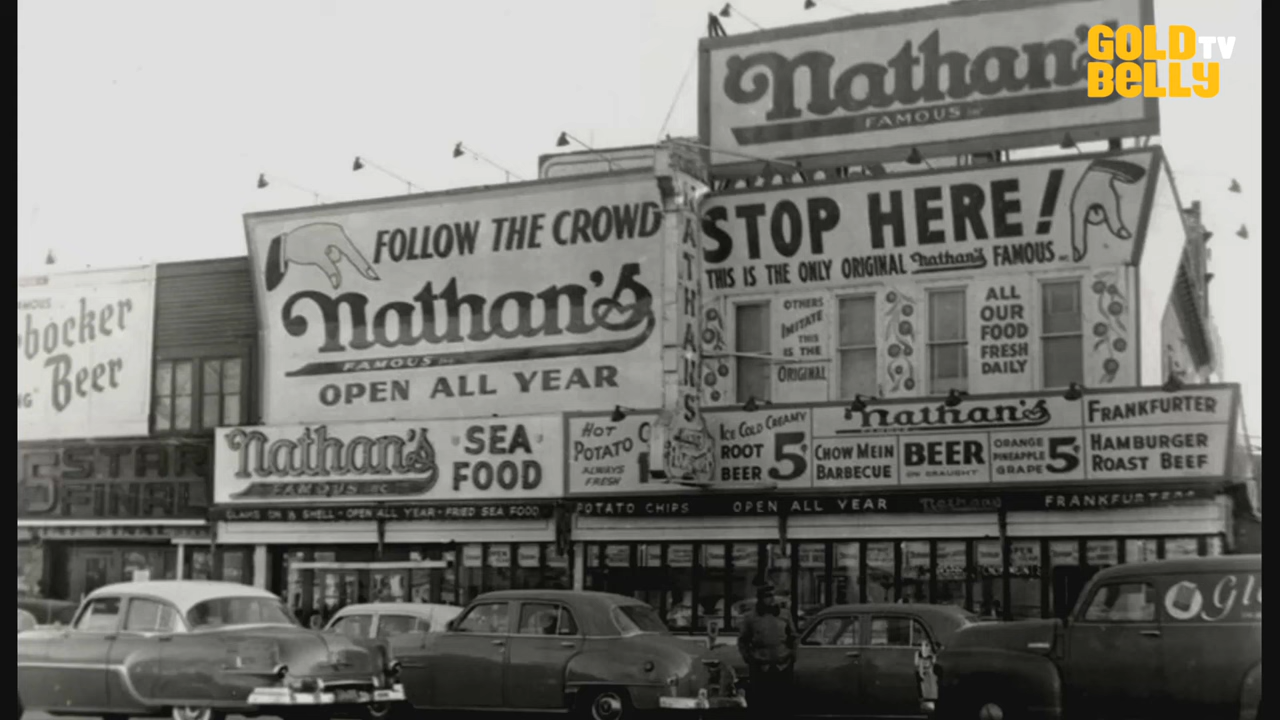 GOLD
BELLY TV
Nathan's
FAMOUS INC
FOLLOW THE CROWD
Nathan's
FAMOUS INC
OPEN ALL YEAR
STOP HERE!
THIS IS THE ONLY ORIGINAL Nathan's FAMOUS INC
OTHERS
IMITATE
THIS
IS THE
ORIGINAL
ALL
OUR
FOOD
FRESH
DAILY
NATHAN'S
bocker
Beer
5 STAR
FINAL
Nathan's
FAMOUS INC
SEA
FOOD
HOT
POTATO
ALWAYS
FRESH
ICE COLD CREAMY
ROOT
BEER 5¢
Nathan's
CHOW MEIN
BARBECUE
BEER
ON DRAUGHT
ORANGE
PINEAPPLE
GRAPE 5¢
FRANKFURTER
HAMBURGER
ROAST BEEF
CLAMS ON ½ SHELL - OPEN ALL YEAR - FRIED SEA FOOD
POTATO CHIPS OPEN ALL YEAR Nathan's FRANKFURTERS